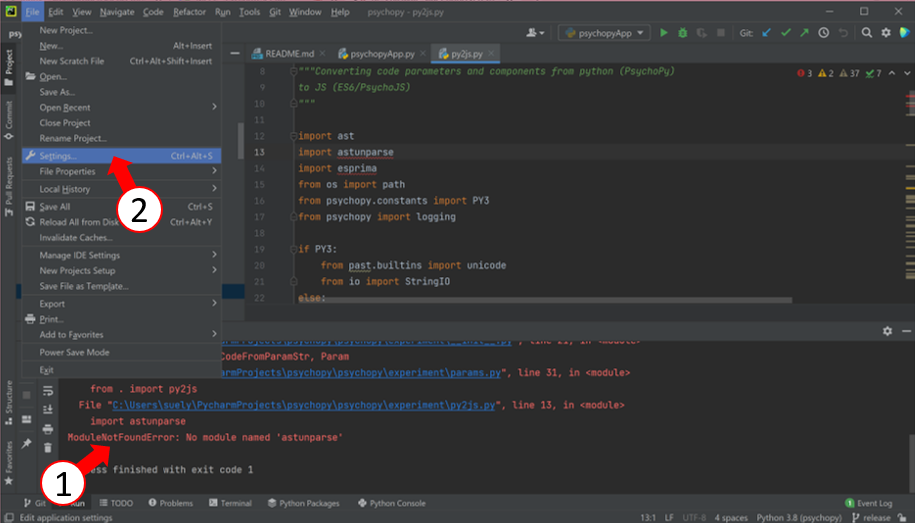 File Edit View Navigate Code Refactor Run Tools Git Window Help psychopy - py2js.py
psy
psychopyApp
Git:
New Project...
New... Alt+Insert
New Scratch File Ctrl+Alt+Shift+Insert
Open...
Save As...
Open Recent
Close Project
Rename Project...
Settings... Ctrl+Alt+S
File Properties
Local History
Save All Ctrl+S
Reload All from Disk Ctrl+Alt+Y
Invalidate Caches...
Manage IDE Settings
New Projects Setup
Save File as Template...
Export
Print...
Add to Favorites
Power Save Mode
Exit
2
Project
Commit
Pull Requests
Structure
Favorites
README.md psychopyApp.py py2js.py
3 2 37 7
8 """Converting code parameters and components from python (PsychoPy)
9 to JS (ES6/PsychoJS)
10 """
11
12 import ast
13 import astunparse
14 import esprima
15 from os import path
16 from psychopy.constants import PY3
17 from psychopy import logging
18
19 if PY3:
20 from past.builtins import unicode
21 from io import StringIO
22 else:
line 21, in <module>
CodeFromParamStr, Param
rmProjects\psychopy\psychopy\experiment\params.py", line 31, in <module>
from . import py2js
File "C:\Users\suely\PycharmProjects\psychopy\psychopy\experiment\py2js.py", line 13, in <module>
import astunparse
ModuleNotFoundError: No module named 'astunparse'
ess finished with exit code 1
1
Git Run TODO Problems Terminal Python Packages Python Console 1 Event Log
Edit application settings 13:1 LF UTF-8 4 spaces Python 3.8 (psychopy) release